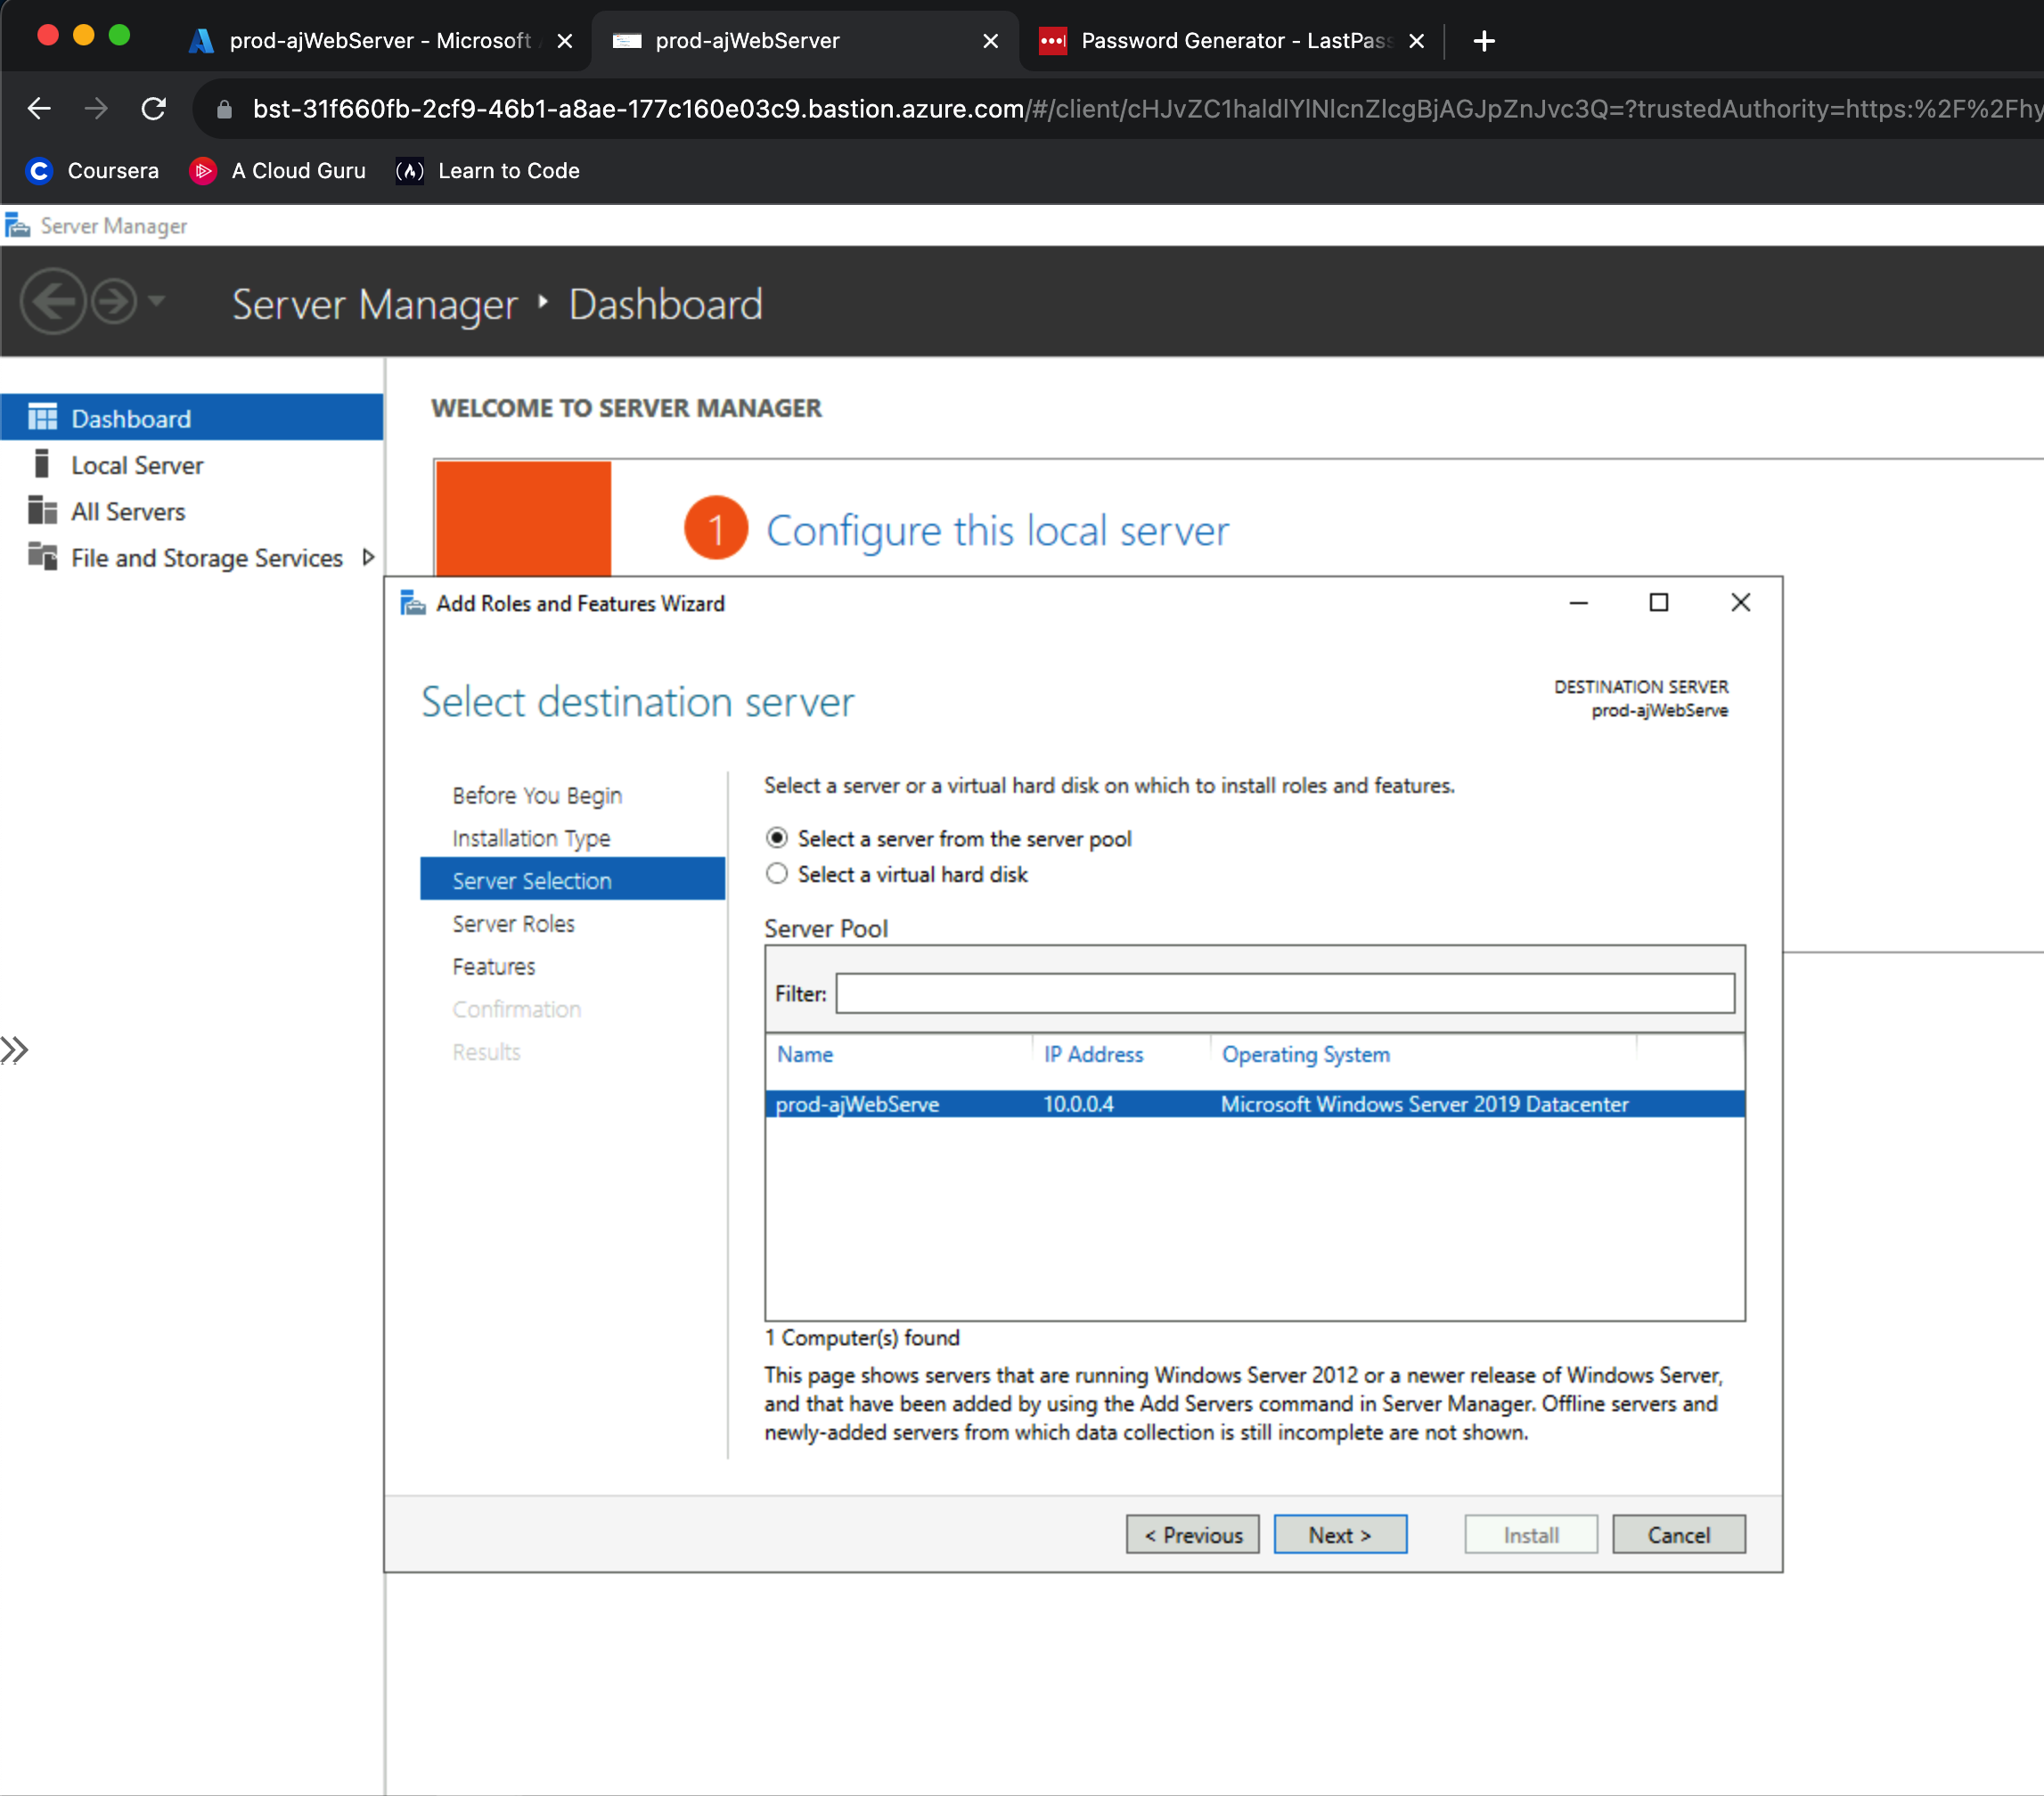 prod-ajWebServer - Microsoft
prod-ajWebServer
Password Generator - LastPass
bst-31f660fb-2cf9-46b1-a8ae-177c160e03c9.bastion.azure.com/#/client/cHJvZC1haldlYlNlcnZlcgBjAGJpZnJvc3Q=?trustedAuthority=https:%2F%2Fhy
Coursera
A Cloud Guru
Learn to Code
Server Manager
Server Manager ‣ Dashboard
Dashboard
Local Server
All Servers
File and Storage Services
WELCOME TO SERVER MANAGER
1 Configure this local server
Add Roles and Features Wizard
Select destination server
DESTINATION SERVER
prod-ajWebServe
Before You Begin
Installation Type
Server Selection
Server Roles
Features
Confirmation
Results
Select a server or a virtual hard disk on which to install roles and features.
Select a server from the server pool
Select a virtual hard disk
Server Pool
Filter:
Name IP Address Operating System
prod-ajWebServe 10.0.0.4 Microsoft Windows Server 2019 Datacenter
1 Computer(s) found
This page shows servers that are running Windows Server 2012 or a newer release of Windows Server,
and that have been added by using the Add Servers command in Server Manager. Offline servers and
newly-added servers from which data collection is still incomplete are not shown.
< Previous
Next >
Install
Cancel